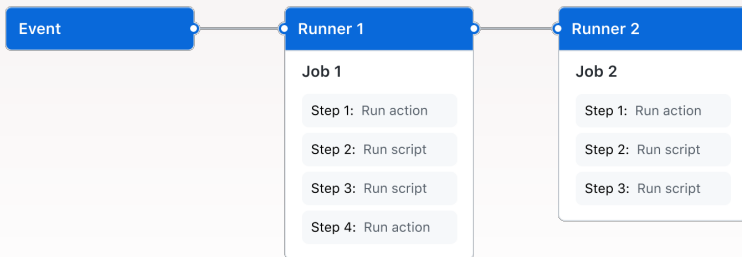 Event
Runner 1
Job 1
Step 1: Run action
Step 2: Run script
Step 3: Run script
Step 4: Run action
Runner 2
Job 2
Step 1: Run action
Step 2: Run script
Step 3: Run script